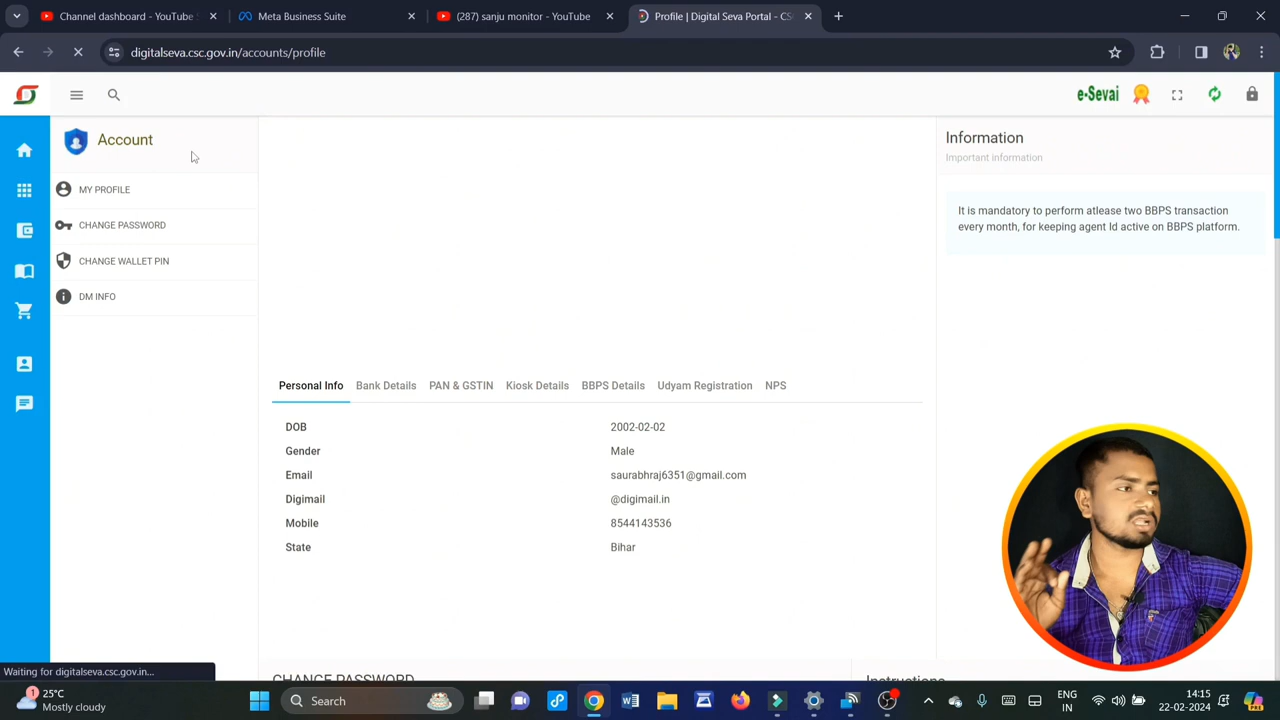 Channel dashboard - YouTube S
Meta Business Suite
(287) sanju monitor - YouTube
Profile | Digital Seva Portal - CS
digitalseva.csc.gov.in/accounts/profile
e-Sevai
Account
MY PROFILE
CHANGE PASSWORD
CHANGE WALLET PIN
DM INFO
Information
Important information
It is mandatory to perform atlease two BBPS transaction
every month, for keeping agent Id active on BBPS platform.
Personal Info Bank Details PAN & GSTIN Kiosk Details BBPS Details Udyam Registration NPS
DOB 2002-02-02
Gender Male
Email saurabhraj6351@gmail.com
Digimail @digimail.in
Mobile 8544143536
State Bihar
CHANGE PASSWORD
Instructions
Waiting for digitalseva.csc.gov.in...
1
25°C
Mostly cloudy
Search
ENG
IN
14:15
22-02-2024